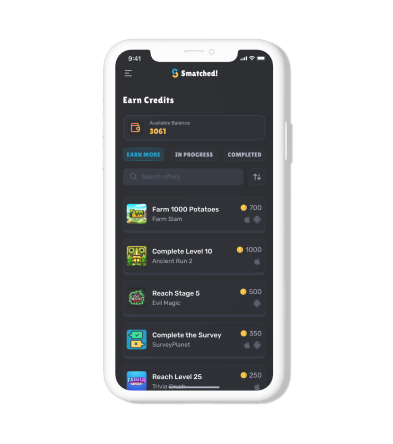 9:41
Smatched!
Earn Credits
Available Balance
3061
EARN MORE IN PROGRESS COMPLETED
Search offers
Farm 1000 Potatoes 700
Farm Slam
Complete Level 10 1000
Ancient Run 2
Reach Stage 5 500
Evil Magic
Complete the Survey 350
SurveyPlanet
Reach Level 25 250
Trivia Crush